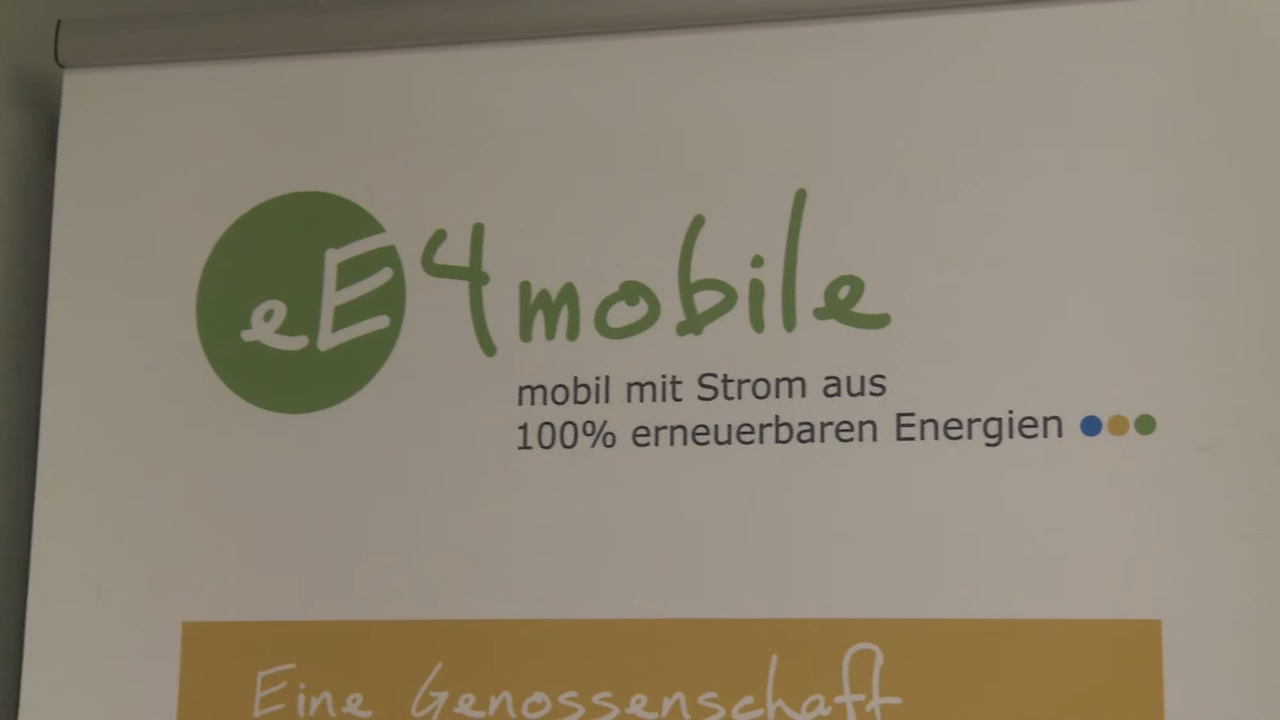 eE4mobile
mobil mit Strom aus
100% erneuerbaren Energien
Eine Genossenschaft